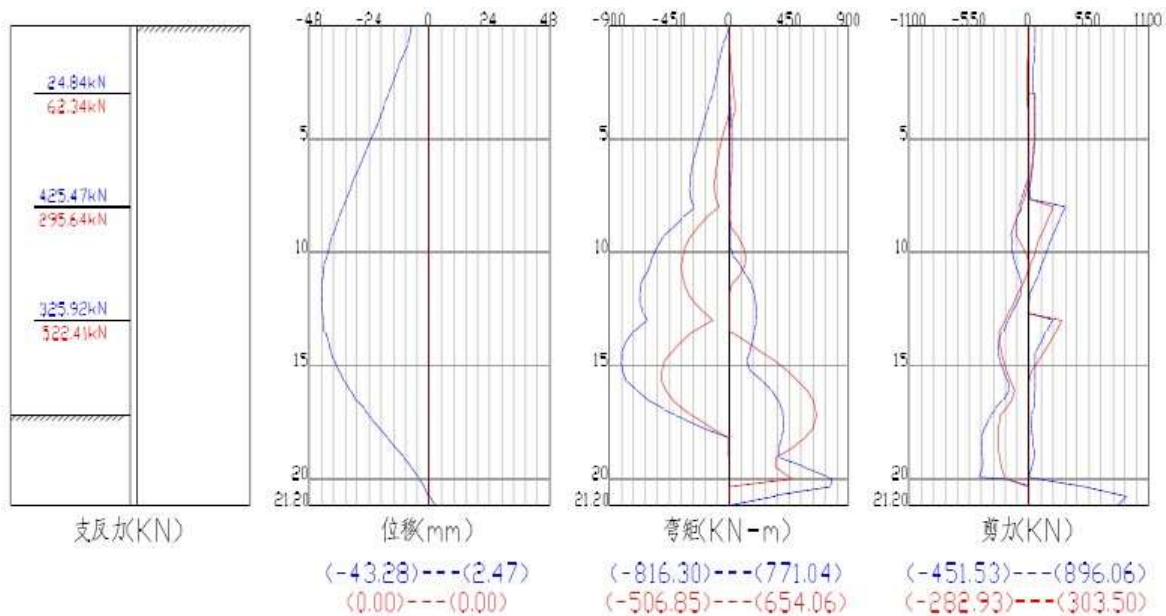 -48 -24 0 24 48
-900 -450 0 450 900
-1100 -550 0 550 1100
24.84kN
62.34kN
5 5 5
425.47kN
295.64kN
10 10 10
325.92kN
522.41kN
15 15 15
20 20 20
21.20 21.20 21.20
支反力(KN) 位移(mm) 弯矩(KN-m) 剪力(KN)
(-43.28)---(2.47) (-816.30)---(771.04) (-451.53)---(896.06)
(0.00)---(0.00) (-506.85)---(654.06) (-282.93)---(303.50)